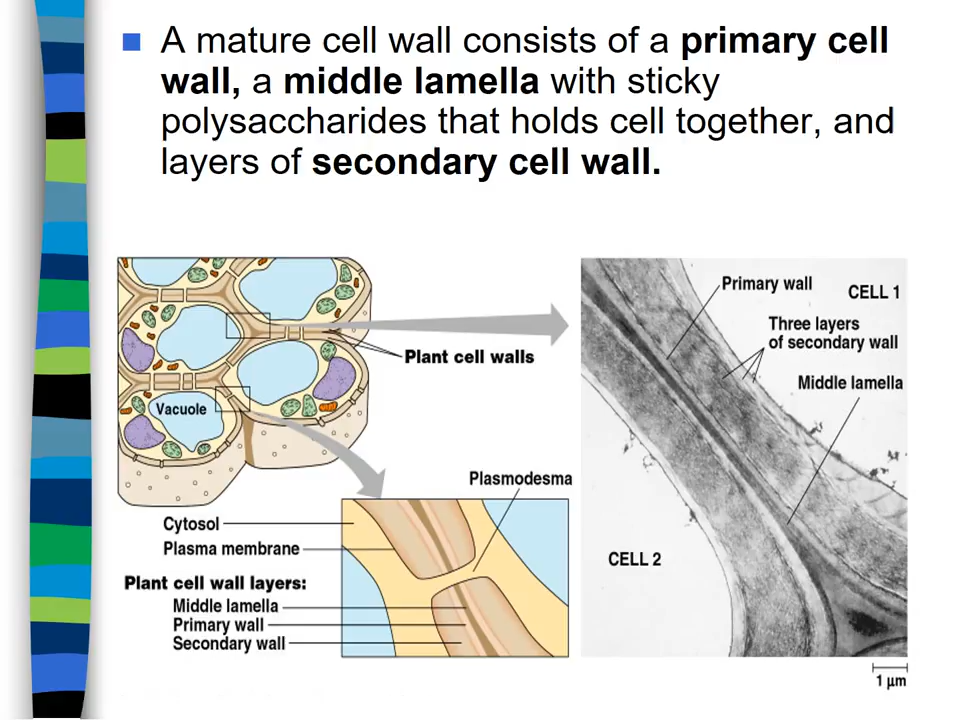 A mature cell wall consists of a primary cell
wall, a middle lamella with sticky
polysaccharides that holds cell together, and
layers of secondary cell wall.
Primary wall
CELL 1
Three layers
of secondary wall
Plant cell walls
Middle lamella
Vacuole
Plasmodesma
Cytosol
Plasma membrane
CELL 2
Plant cell wall layers:
Middle lamella
Primary wall
Secondary wall
1 µm